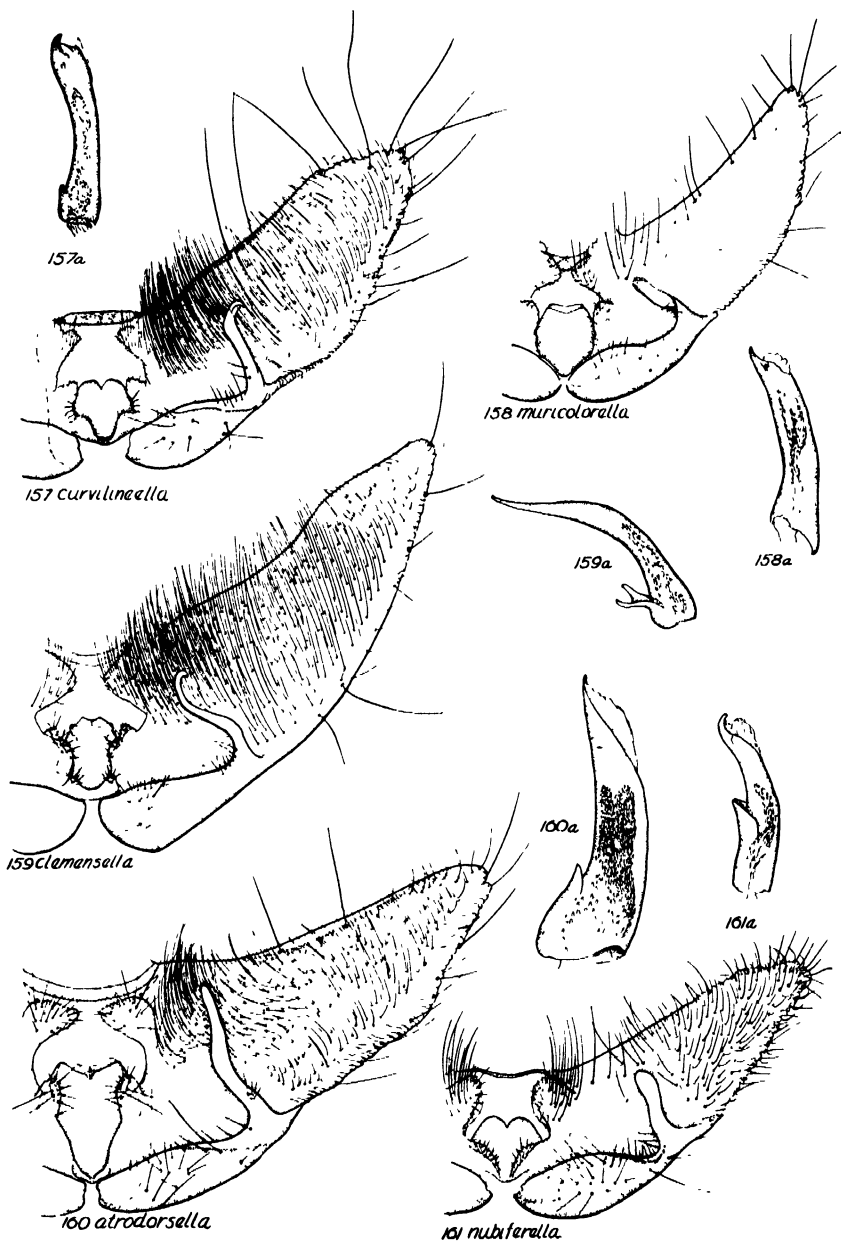 157a
157 curvilineella
158 muricolorella
158a
159a
159 clemensella
160a
161a
160 atrodorsella
161 nubiferella